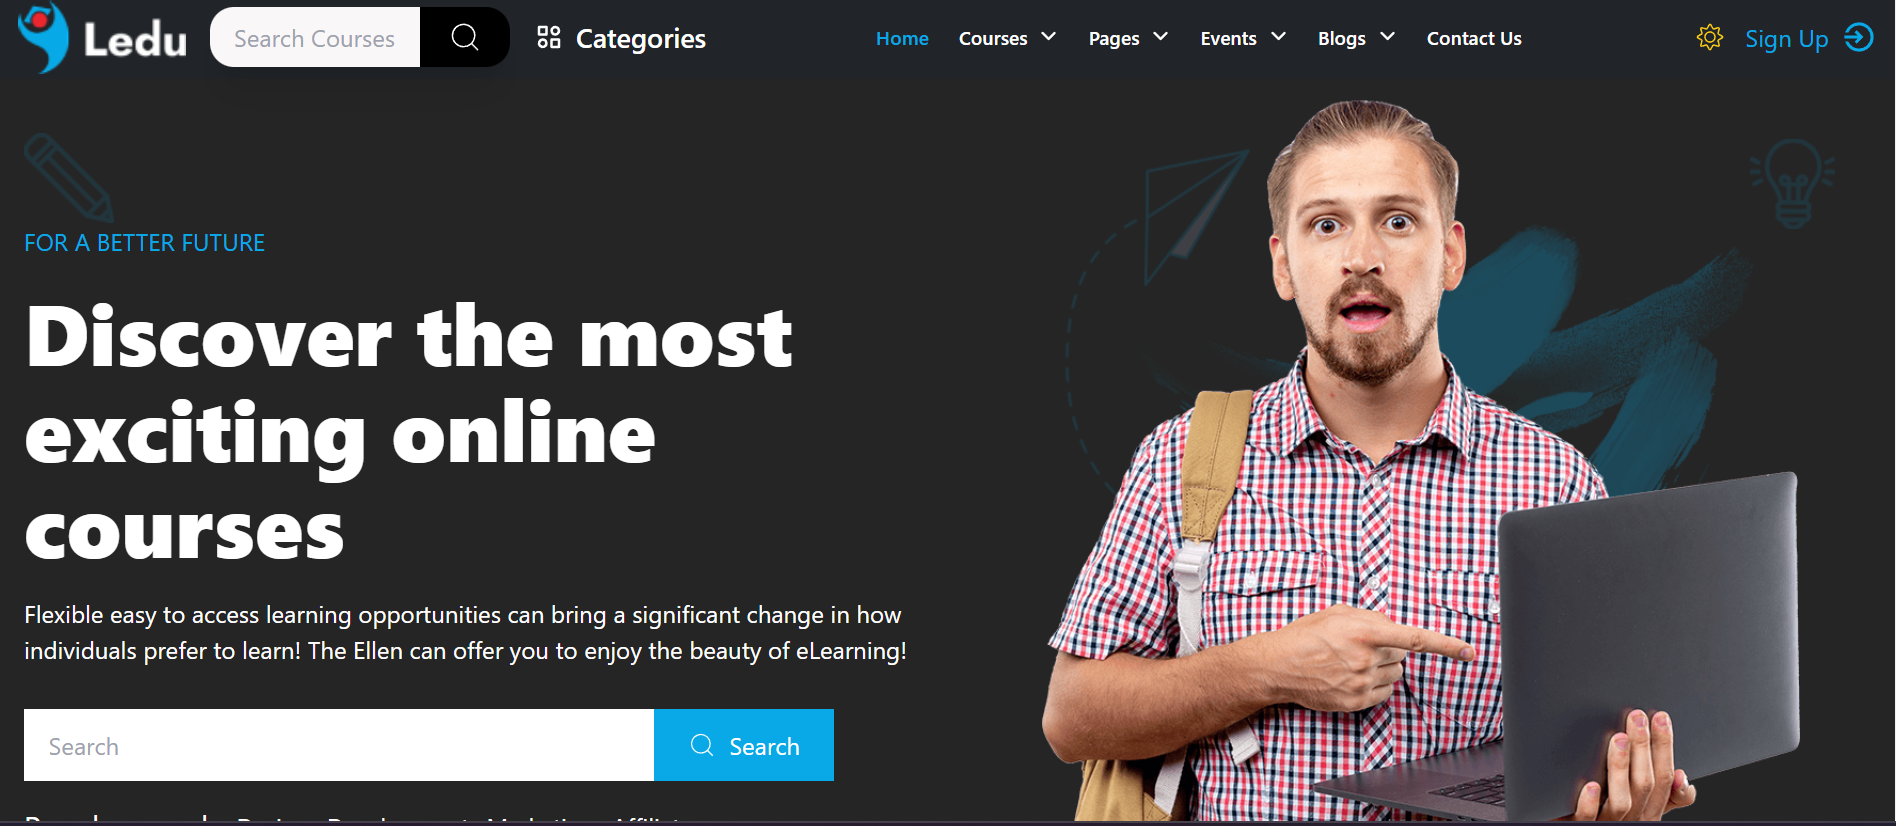 Ledu
Search Courses
Categories
Home
Courses
Pages
Events
Blogs
Contact Us
Sign Up
FOR A BETTER FUTURE
Discover the most
exciting online
courses
Flexible easy to access learning opportunities can bring a significant change in how
individuals prefer to learn! The Ellen can offer you to enjoy the beauty of eLearning!
Search
Search